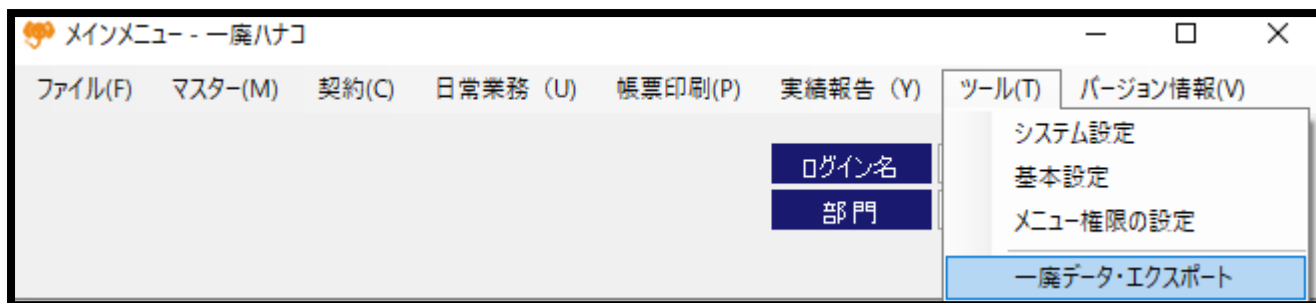 メインメニュー - 一廃ハナコ
ファイル(F) マスター(M) 契約(C) 日常業務（U) 帳票印刷(P) 実績報告（Y) ツール(T) バージョン情報(V)
システム設定
ログイン名
基本設定
部門
メニュー権限の設定
一廃データ・エクスポート